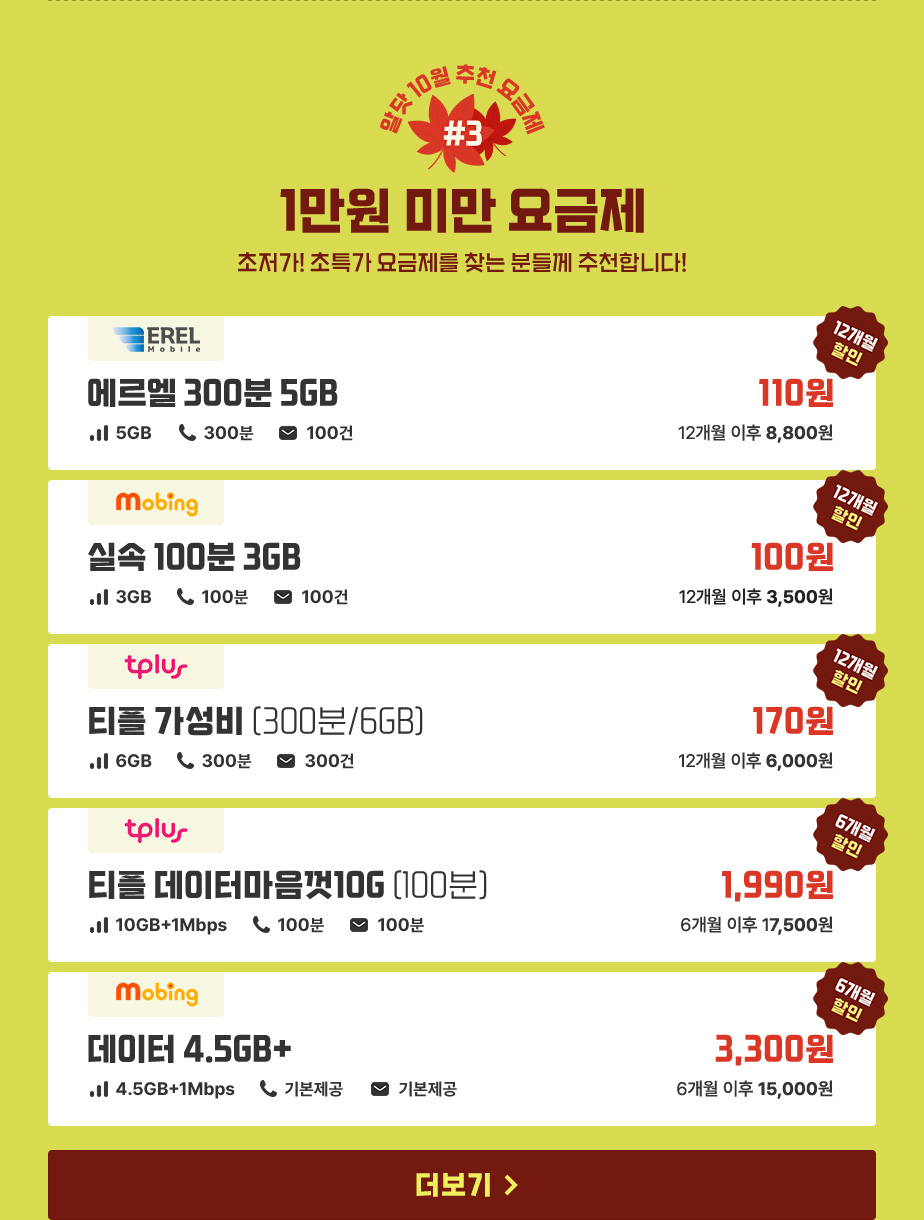 알닷 10월 추천 요금제
#3
1만원 미만 요금제
초저가! 초특가 요금제를 찾는 분들께 추천합니다!
EREL
Mobile
12개월
할인
에르엘 300분 5GB
110원
5GB 300분 100건
12개월 이후 8,800원
mobing
12개월
할인
실속 100분 3GB
100원
3GB 100분 100건
12개월 이후 3,500원
tplus
12개월
할인
티플 가성비 (300분/6GB)
170원
6GB 300분 300건
12개월 이후 6,000원
tplus
6개월
할인
티플 데이터마음껏10G (100분)
1,990원
10GB+1Mbps 100분 100분
6개월 이후 17,500원
mobing
6개월
할인
데이터 4.5GB+
3,300원
4.5GB+1Mbps 기본제공 기본제공
6개월 이후 15,000원
더보기 >